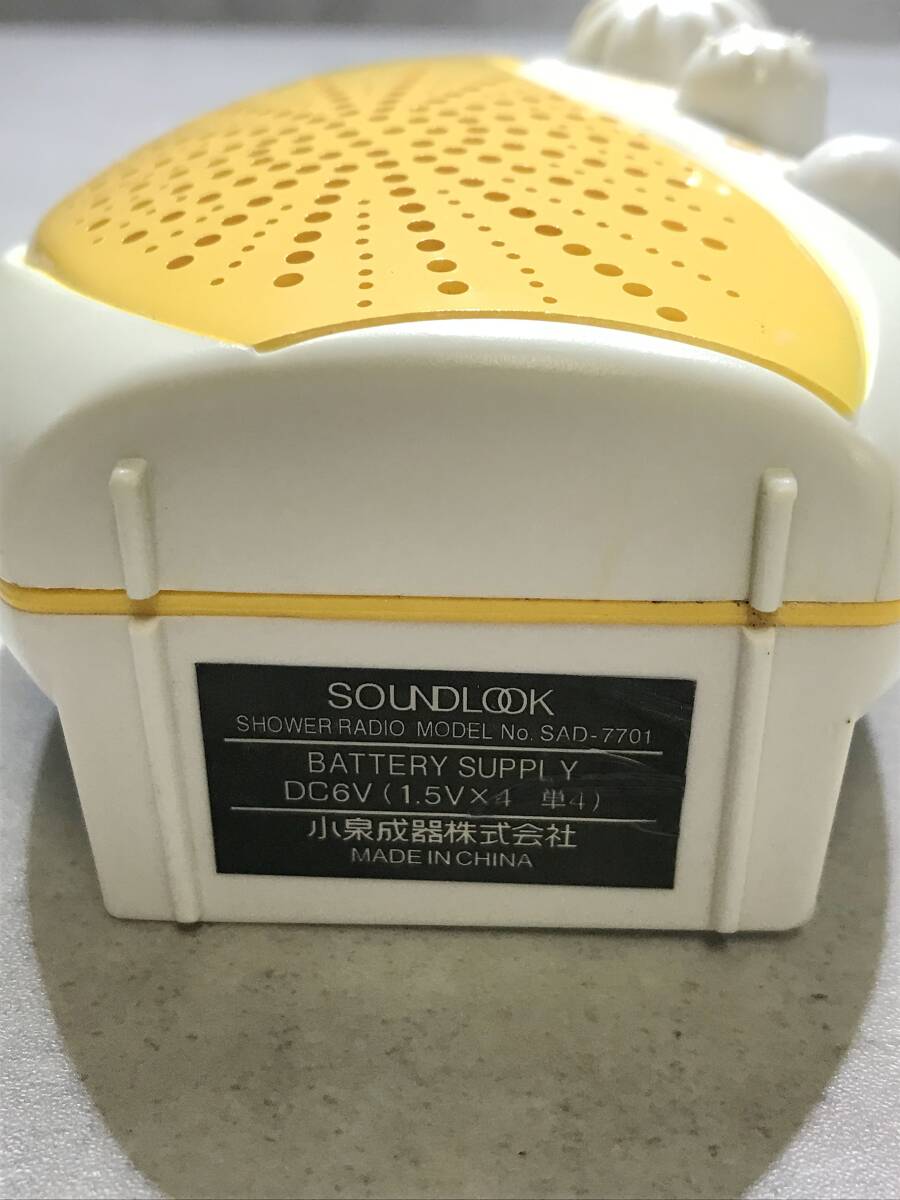 SOUNDLOOK
SHOWER RADIO MODEL No. SAD-7701
BATTERY SUPPLY
DC6V (1.5V×4 単4)
小泉成器株式会社
MADE IN CHINA